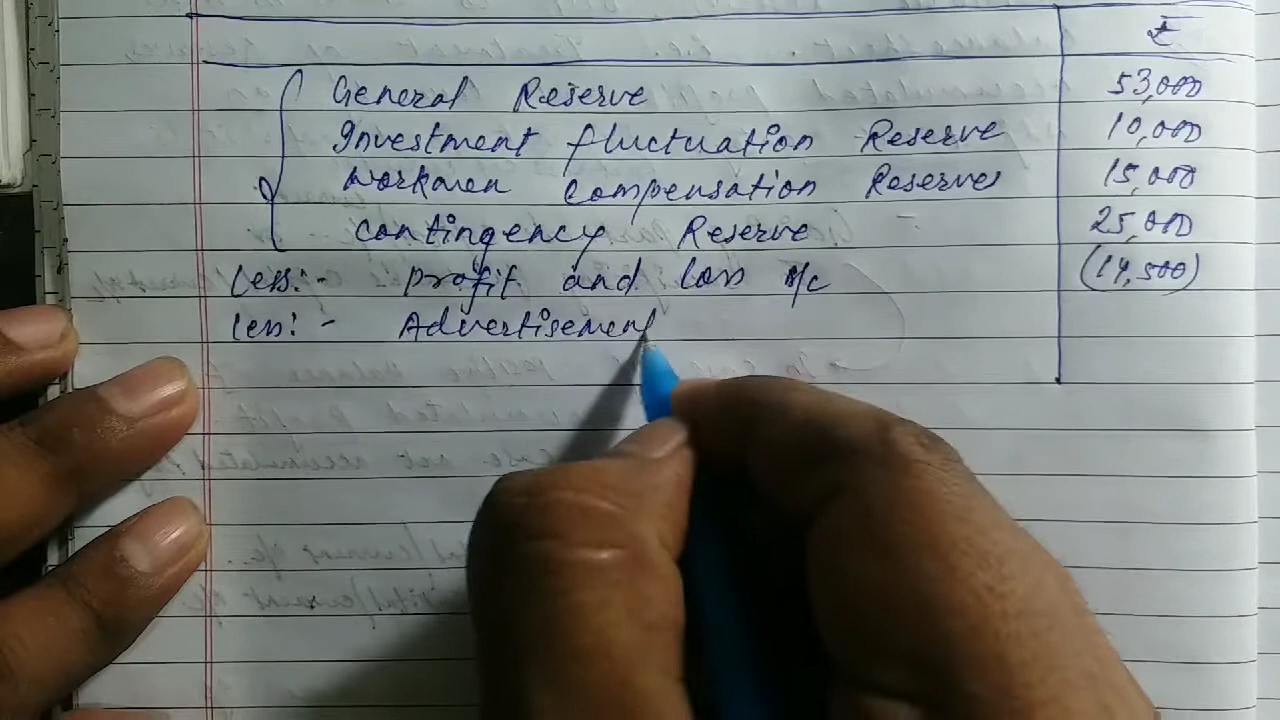 ₹
General Reserve 53,000
Investment fluctuation Reserve 10,000
Workmen compensation Reserves 15,000
contingency Reserve 25,000
Less:- profit and loss A/c (14,500)
Less:- Advertisement